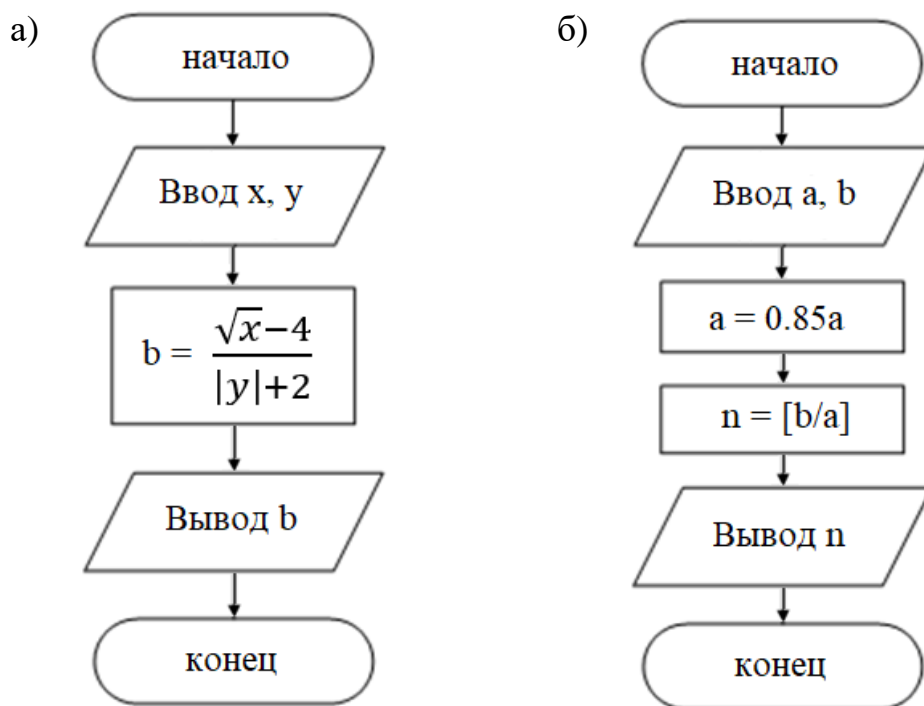 а)
начало
Ввод x, y
b = √x−4
|y|+2
Вывод b
конец
б)
начало
Ввод a, b
a = 0.85a
n = [b/a]
Вывод n
конец